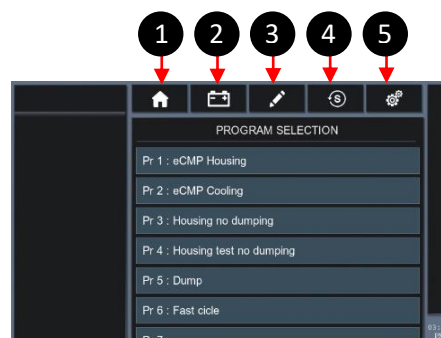 1 2 3 4 5
S
PROGRAM SELECTION
Pr 1 : eCMP Housing
Pr 2 : eCMP Cooling
Pr 3 : Housing no dumping
Pr 4 : Housing test no dumping
Pr 5 : Dump
Pr 6 : Fast cicle